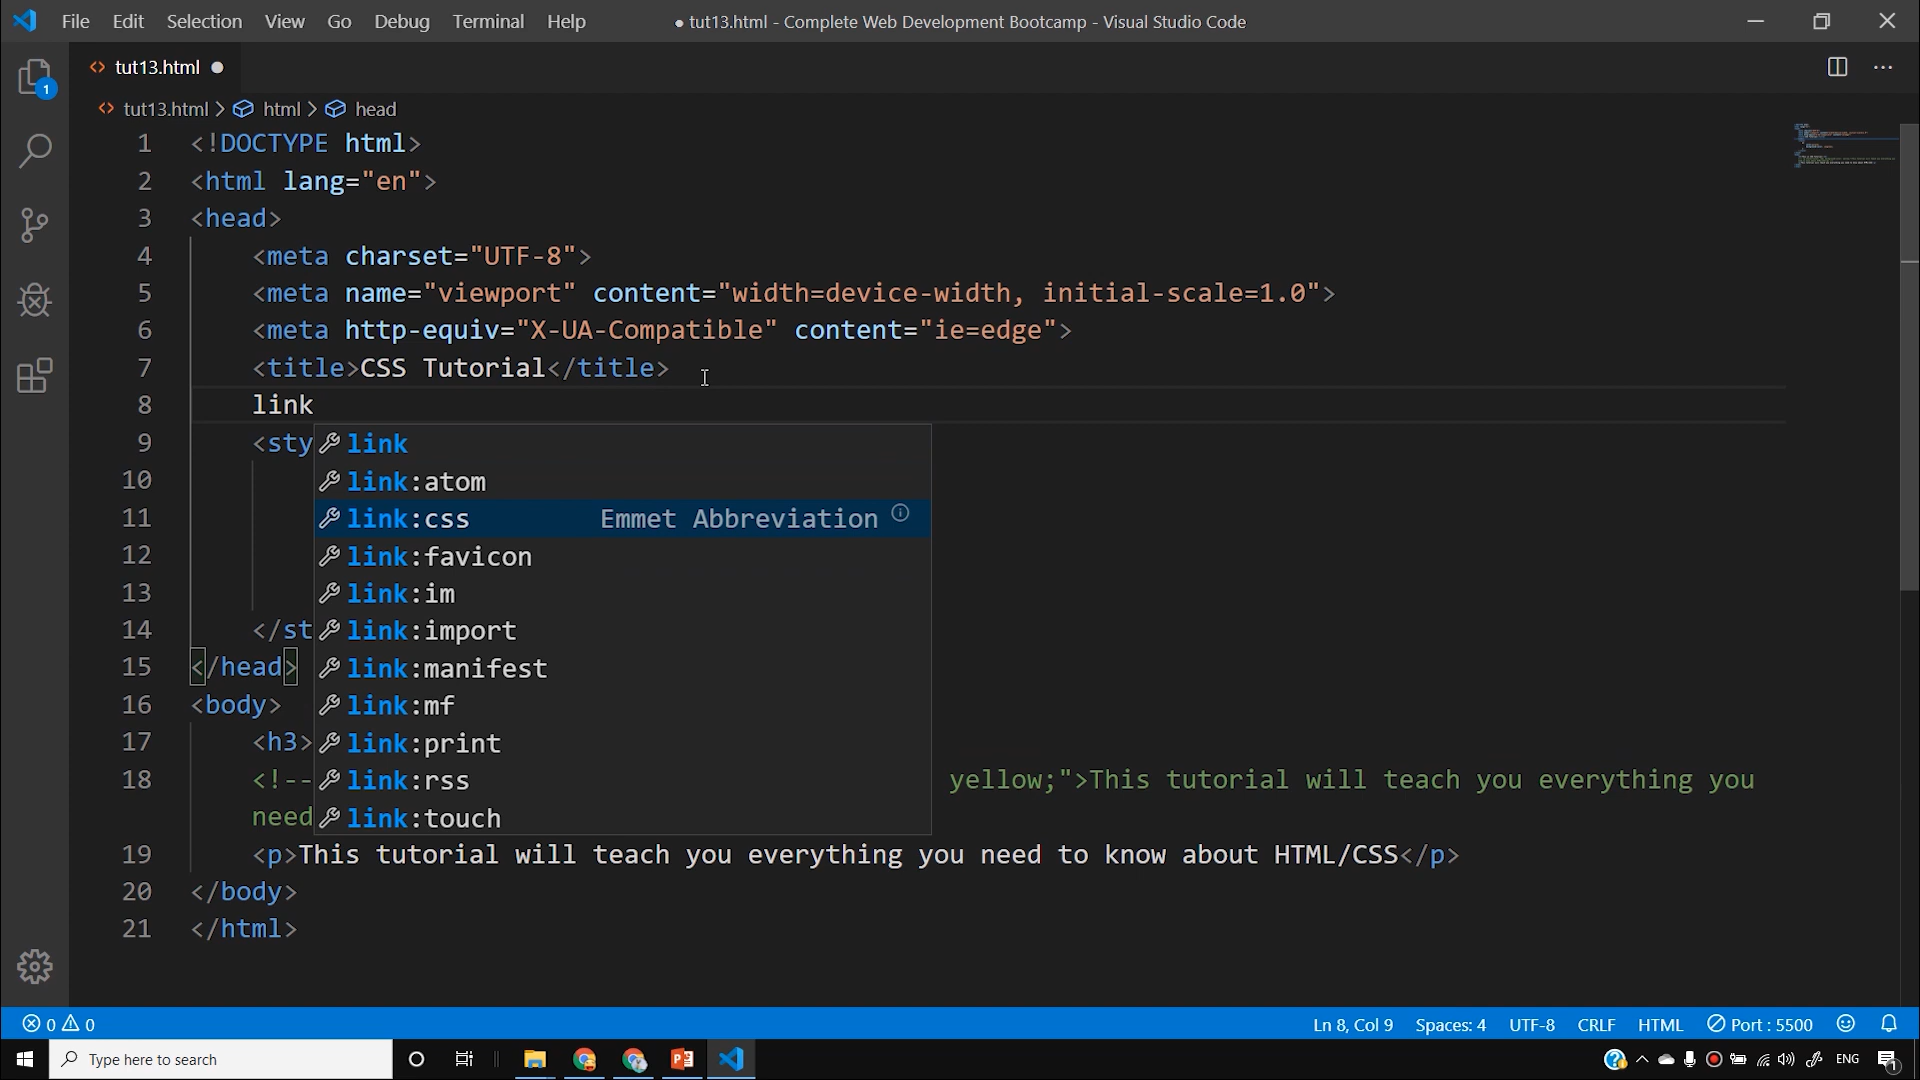 File Edit Selection View Go Debug Terminal Help ● tut13.html - Complete Web Development Bootcamp - Visual Studio Code
tut13.html
1
tut13.html > html > head
1 <!DOCTYPE html>
2 <html lang="en">
3 <head>
4 <meta charset="UTF-8">
5 <meta name="viewport" content="width=device-width, initial-scale=1.0">
6 <meta http-equiv="X-UA-Compatible" content="ie=edge">
7 <title>CSS Tutorial</title>
8 link
9 <sty link
10 link:atom
11 link:css Emmet Abbreviation
12 link:favicon
13 link:im
14 </st link:import
15 </head> link:manifest
16 <body> link:mf
17 <h3> link:print
18 <!-- link:rss yellow;">This tutorial will teach you everything you
need link:touch
19 <p>This tutorial will teach you everything you need to know about HTML/CSS</p>
20 </body>
21 </html>
0 0 Ln 8, Col 9 Spaces: 4 UTF-8 CRLF HTML Port : 5500
Type here to search ENG 1